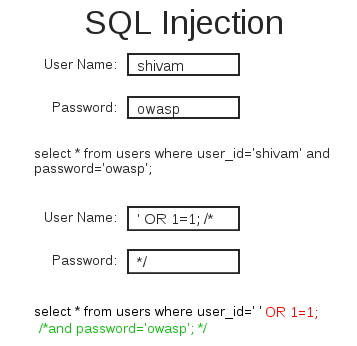 SQL Injection
User Name: shivam
Password: owasp
select * from users where user_id='shivam' and
password='owasp';
User Name: ' OR 1=1; /*
Password: */
select * from users where user_id=' ' OR 1=1;
/*and password='owasp'; */